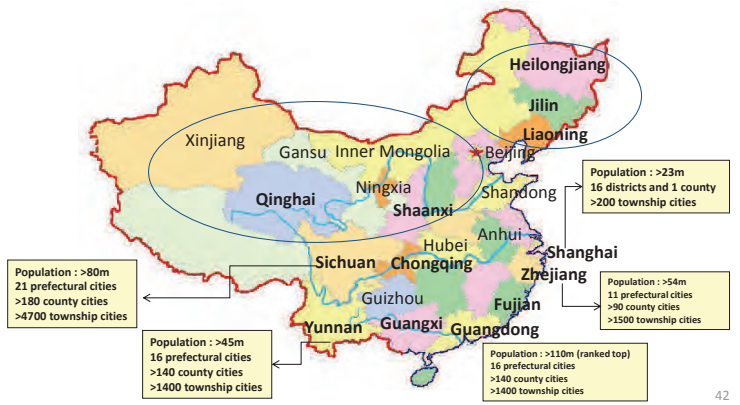 Heilongjiang
Jilin
Liaoning
Xinjiang
Gansu
Inner Mongolia
Beijing
Ningxia
Qinghai
Shaanxi
Shandong
Population : >23m
16 districts and 1 county
>200 township cities
Anhui
Hubei
Shanghai
Sichuan
Chongqing
Zhejiang
Population : >80m
21 prefectural cities
>180 county cities
>4700 township cities
Population : >54m
11 prefectural cities
>90 county cities
>1500 township cities
Guizhou
Fujian
Yunnan
Guangxi
Guangdong
Population : >45m
16 prefectural cities
>140 county cities
>1400 township cities
Population : >110m (ranked top)
16 prefectural cities
>140 county cities
>1400 township cities
42